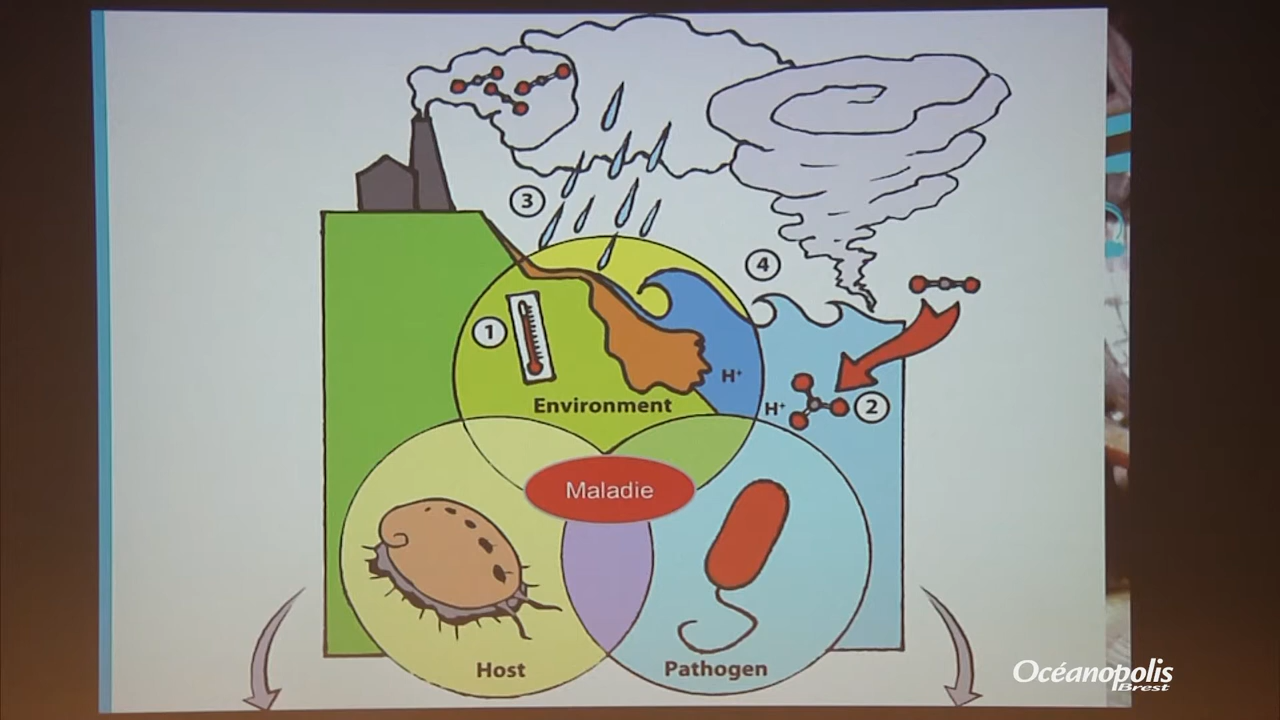 3
4
1
H⁺
Environment
H⁺
2
Maladie
Host
Pathogen
Océanopolis
Brest